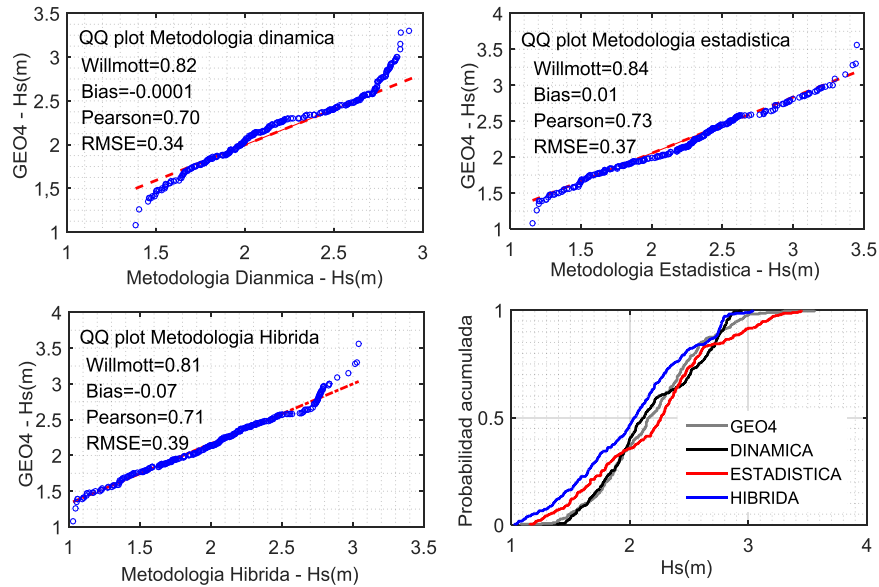 QQ plot Metodologia dinamica
Willmott=0.82
Bias=-0.0001
Pearson=0.70
RMSE=0.34
GEO4 - Hs(m)
3.5
3
2.5
2
1.5
1
1 1.5 2 2.5 3
Metodologia Dianmica - Hs(m)
QQ plot Metodologia estadistica
Willmott=0.84
Bias=0.01
Pearson=0.73
RMSE=0.37
GEO4 - Hs(m)
4
3.5
3
2.5
2
1.5
1
1 1.5 2 2.5 3 3.5
Metodologia Estadistica - Hs(m)
QQ plot Metodologia Hibrida
Willmott=0.81
Bias=-0.07
Pearson=0.71
RMSE=0.39
GEO4 - Hs(m)
4
3.5
3
2.5
2
1.5
1
1 1.5 2 2.5 3 3.5
Metodologia Hibrida - Hs(m)
Probabilidad acumulada
1
0.5
0
GEO4
DINAMICA
ESTADISTICA
HIBRIDA
1 2 3 4
Hs(m)